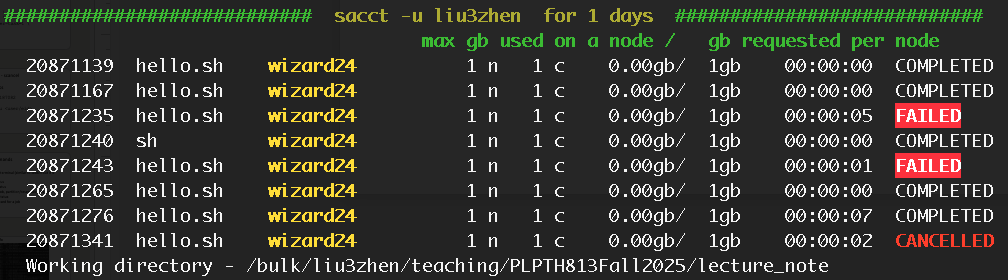 ############################  sacct -u liu3zhen  for 1 days  ############################
max gb used on a node /   gb requested per node
20871139  hello.sh    wizard24          1 n   1 c    0.00gb/  1gb    00:00:00  COMPLETED
20871167  hello.sh    wizard24          1 n   1 c    0.00gb/  1gb    00:00:00  COMPLETED
20871235  hello.sh    wizard24          1 n   1 c    0.00gb/  1gb    00:00:05  FAILED
20871240  sh          wizard24          1 n   1 c    0.00gb/  1gb    00:00:00  COMPLETED
20871243  hello.sh    wizard24          1 n   1 c    0.00gb/  1gb    00:00:01  FAILED
20871265  hello.sh    wizard24          1 n   1 c    0.00gb/  1gb    00:00:00  COMPLETED
20871276  hello.sh    wizard24          1 n   1 c    0.00gb/  1gb    00:00:07  COMPLETED
20871341  hello.sh    wizard24          1 n   1 c    0.00gb/  1gb    00:00:02  CANCELLED
Working directory - /bulk/liu3zhen/teaching/PLPTH813Fall2025/lecture_note